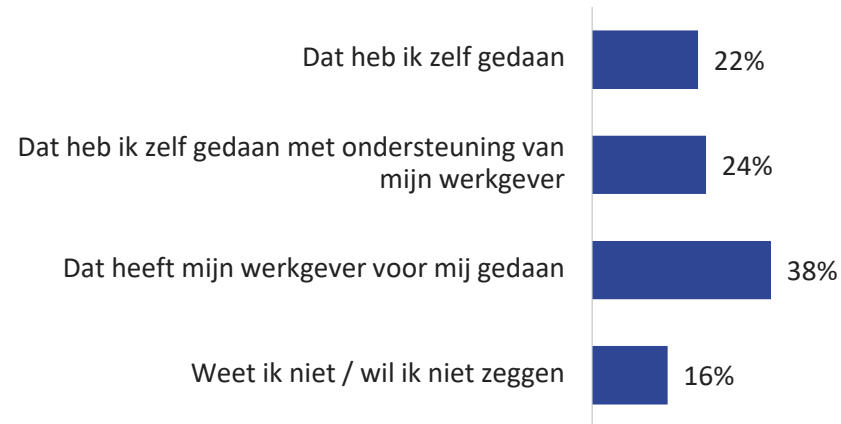 Dat heb ik zelf gedaan
22%
Dat heb ik zelf gedaan met ondersteuning van
mijn werkgever
24%
Dat heeft mijn werkgever voor mij gedaan
38%
Weet ik niet / wil ik niet zeggen
16%